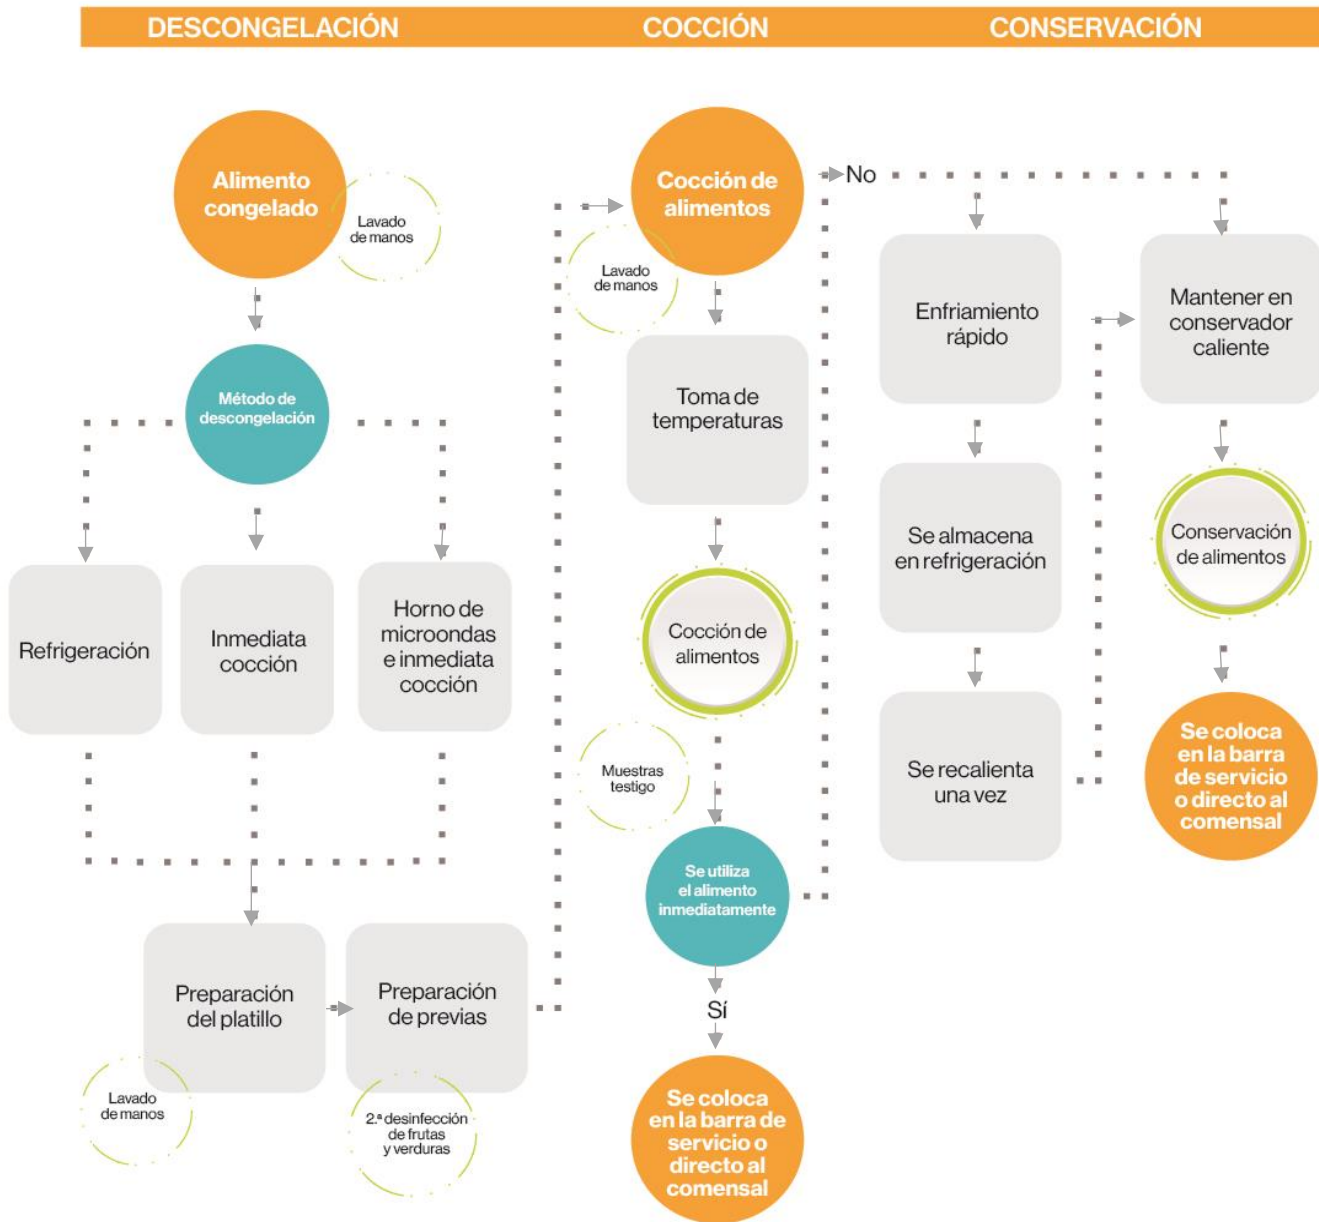 DESCONGELACIÓN
COCCIÓN
CONSERVACIÓN
Alimento
congelado
Lavado
de manos
Método de
descongelación
Refrigeración
Inmediata
cocción
Horno de
microondas
e inmediata
cocción
Preparación
del platillo
Lavado
de manos
Preparación
de previas
2.ª desinfección
de frutas
y verduras
Cocción de
alimentos
Lavado
de manos
Toma de
temperaturas
Cocción de
alimentos
Muestras
testigo
Se utiliza
el alimento
inmediatamente
Sí
Se coloca
en la barra de
servicio o
directo al
comensal
No
Enfriamiento
rápido
Se almacena
en refrigeración
Se recalienta
una vez
Mantener en
conservador
caliente
Conservación
de alimentos
Se coloca
en la barra
de servicio
o directo al
comensal